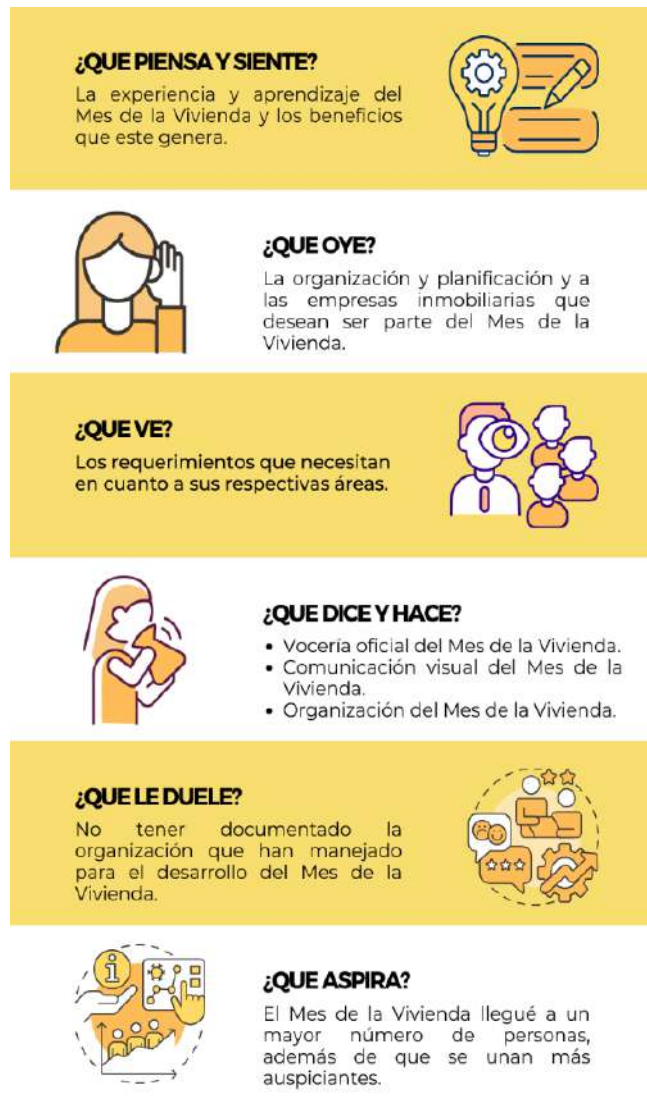 ¿QUE PIENSA Y SIENTE?
La experiencia y aprendizaje del
Mes de la Vivienda y los beneficios
que este genera.
¿QUE OYE?
La organización y planificación y a
las empresas inmobiliarias que
desean ser parte del Mes de la
Vivienda.
¿QUE VE?
Los requerimientos que necesitan
en cuanto a sus respectivas áreas.
¿QUE DICE Y HACE?
• Vocería oficial del Mes de la Vivienda.
• Comunicación visual del Mes de la
Vivienda.
• Organización del Mes de la Vivienda.
¿QUE LE DUELE?
No tener documentado la
organización que han manejado
para el desarrollo del Mes de la
Vivienda.
¿QUE ASPIRA?
El Mes de la Vivienda llegué a un
mayor número de personas,
además de que se unan más
auspiciantes.